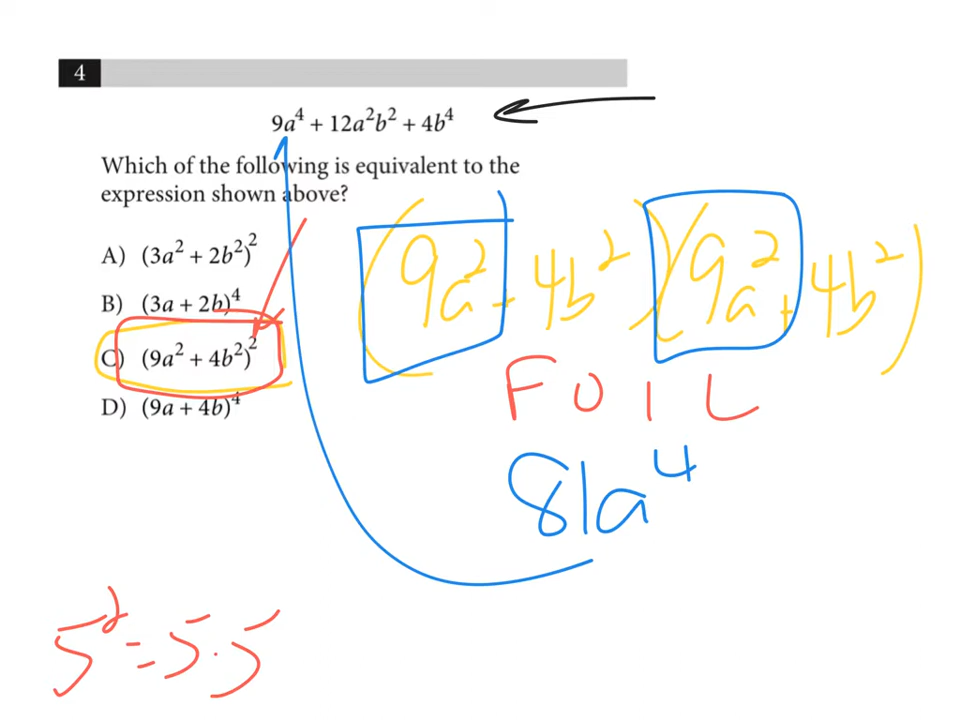 4
9a⁴ + 12a²b² + 4b⁴
Which of the following is equivalent to the
expression shown above?
A) (3a² + 2b²)²
B) (3a + 2b)⁴
C) (9a² + 4b²)²
D) (9a + 4b)⁴
(9a² + 4b²)(9a² + 4b²)
F O I L
81a⁴
5² = 5·5